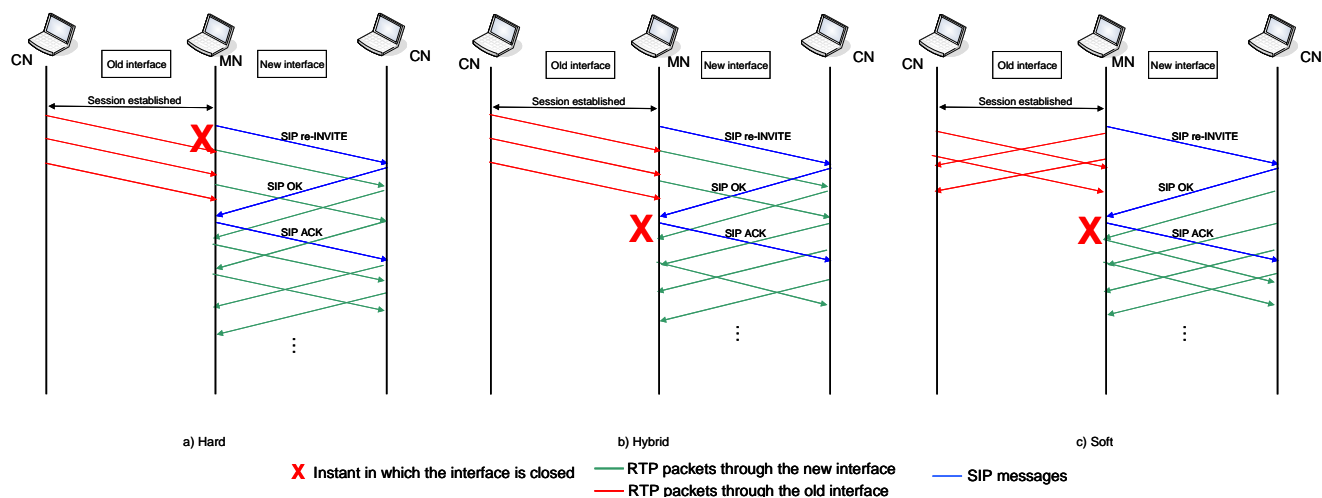 CN
Old interface
MN
New interface
CN
Session established
SIP re-INVITE
SIP OK
SIP ACK
X
...
a) Hard
CN
Old interface
MN
New interface
CN
Session established
SIP re-INVITE
SIP OK
SIP ACK
X
...
b) Hybrid
CN
Old interface
MN
New interface
CN
Session established
SIP re-INVITE
SIP OK
SIP ACK
X
...
c) Soft
X Instant in which the interface is closed
RTP packets through the new interface
RTP packets through the old interface
SIP messages